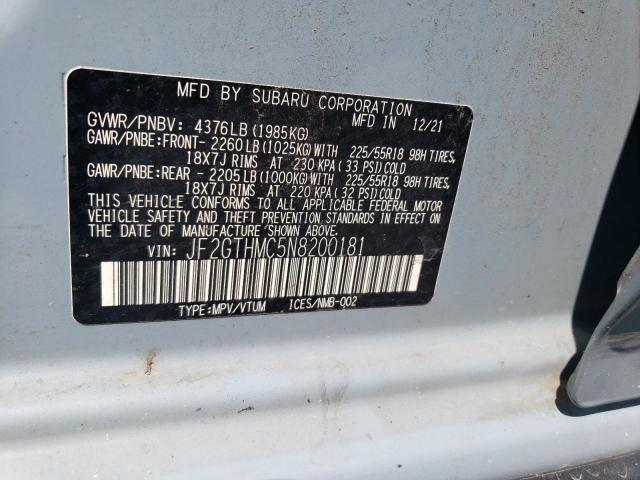 MFD BY SUBARU CORPORATION
GVWR/PNBV: 4376LB(1985KG) MFD IN 12/21
GAWR/PNBE:FRONT- 2260LB(1025KG)WITH 225/55R18 98H TIRES,
18X7J RIMS AT 230 KPA(33 PSI)COLD
GAWR/PNBE:REAR - 2205LB(1000KG)WITH 225/55R18 98H TIRES,
18X7J RIMS AT 220 KPA(32 PSI)COLD
THIS VEHICLE CONFORMS TO ALL APPLICABLE FEDERAL MOTOR
VEHICLE SAFETY AND THEFT PREVENTION STANDARDS IN EFFECT ON
THE DATE OF MANUFACTURE SHOWN ABOVE.
VIN: JF2GTHMC5N8200181
TYPE:MPV/VTUM ICES/NMB-002